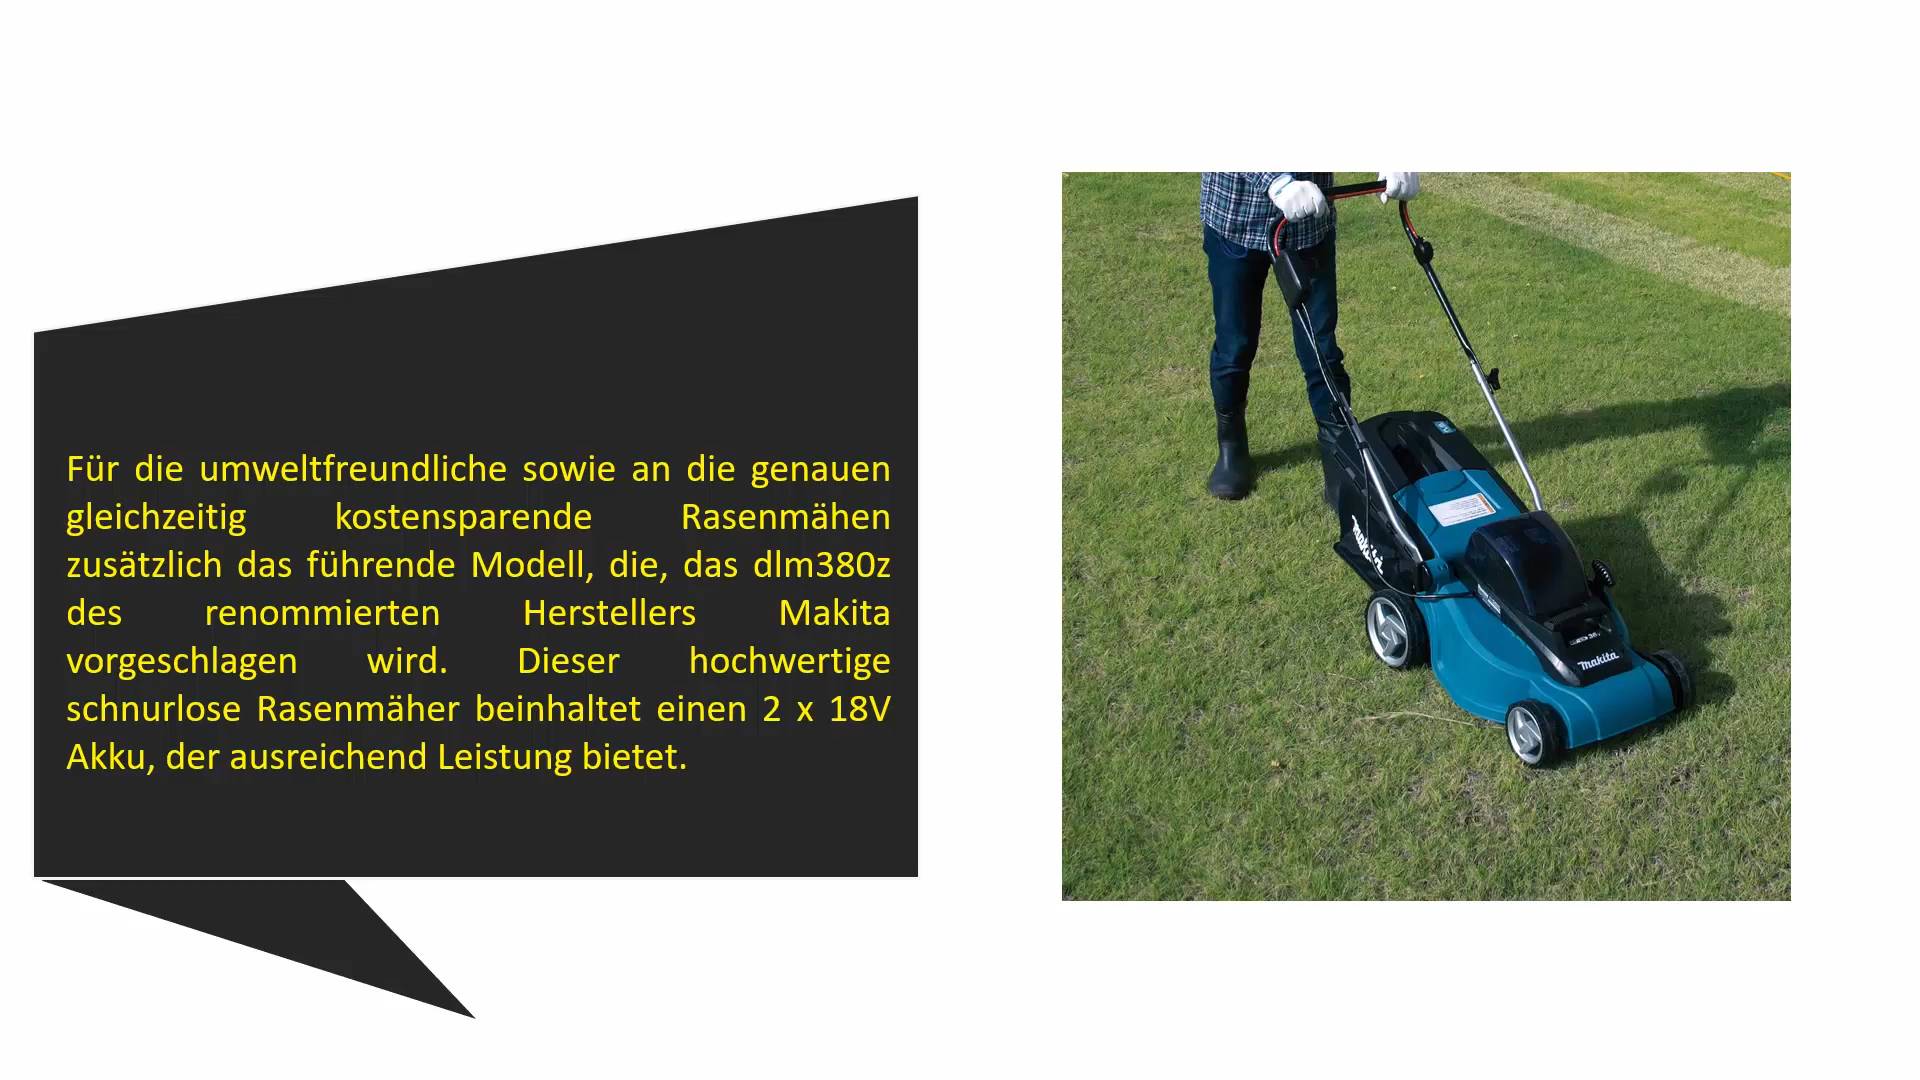 Für die umweltfreundliche sowie an die genauen
gleichzeitig kostensparende Rasenmähen
zusätzlich das führende Modell, die, das dlm380z
des renommierten Herstellers Makita
vorgeschlagen wird. Dieser hochwertige
schnurlose Rasenmäher beinhaltet einen 2 x 18V
Akku, der ausreichend Leistung bietet.
makita
makita